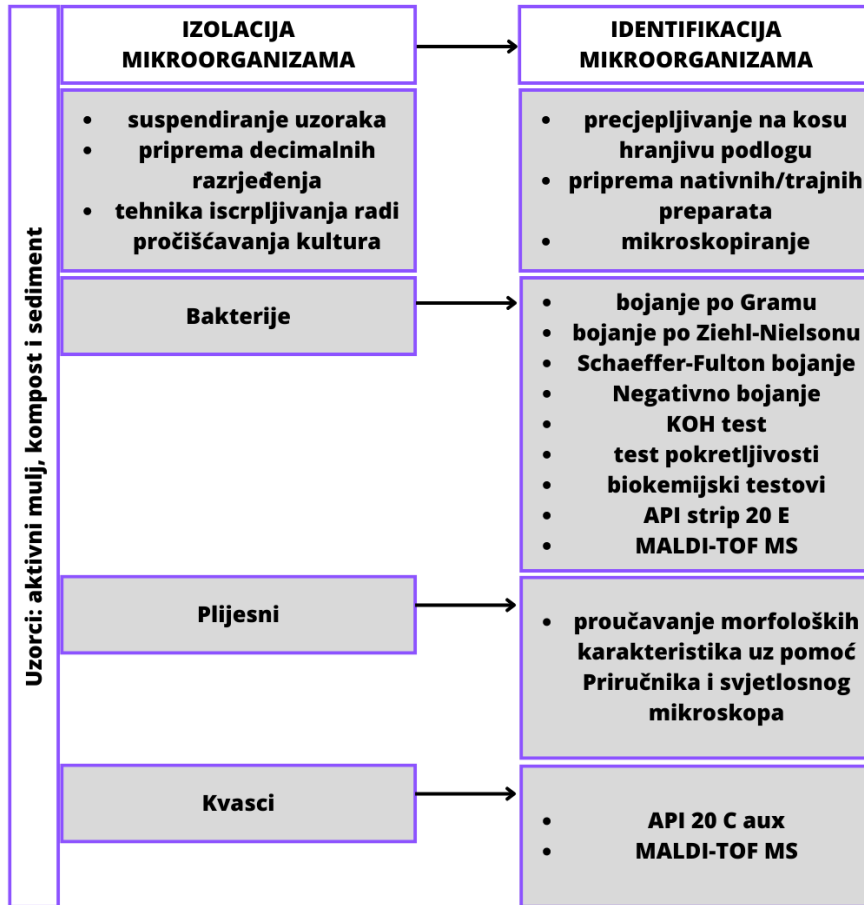 Uzorci: aktivni mulj, kompost i sediment
IZOLACIJA
MIKROORGANIZAMA
IDENTIFIKACIJA
MIKROORGANIZAMA
• suspendiranje uzoraka
• priprema decimalnih
razrjeđenja
• tehnika iscrpljivanja radi
pročišćavanja kultura
• precjepljivanje na kosu
hranjivu podlogu
• priprema nativnih/trajnih
preparata
• mikroskopiranje
Bakterije
• bojanje po Gramu
• bojanje po Ziehl-Nielsonu
• Schaeffer-Fulton bojanje
• Negativno bojanje
• KOH test
• test pokretljivosti
• biokemijski testovi
• API strip 20 E
• MALDI-TOF MS
Plijesni
• proučavanje morfoloških
karakteristika uz pomoć
Priručnika i svjetlosnog
mikroskopa
Kvasci
• API 20 C aux
• MALDI-TOF MS